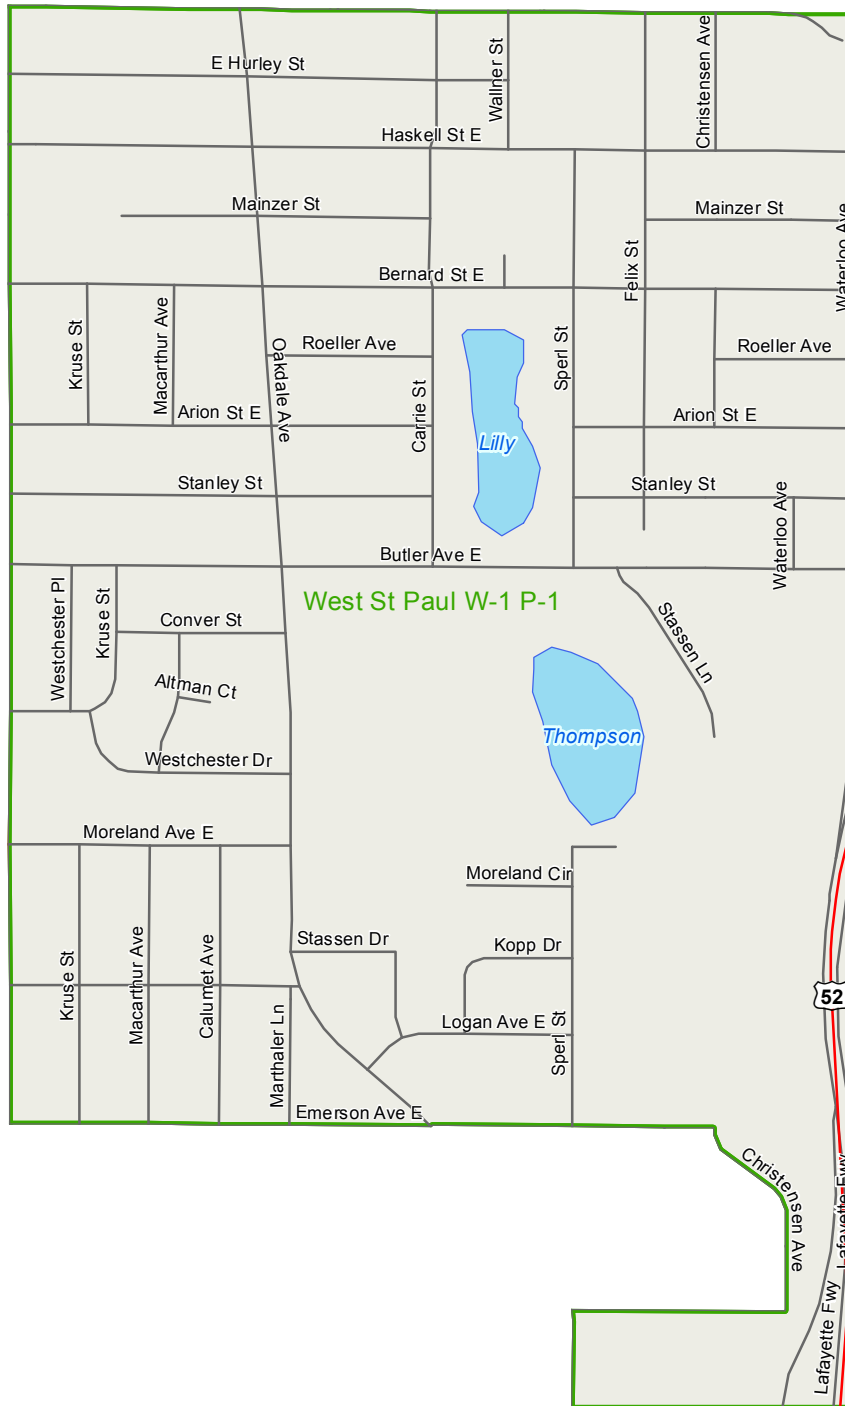 E Hurley St
Wallner St
Christensen Ave
Haskell St E
Mainzer St
Mainzer St
Waterloo Ave
Felix St
Bernard St E
Kruse St
Macarthur Ave
Oakdale Ave
Roeller Ave
Carrie St
Sperl St
Roeller Ave
Arion St E
Arion St E
Lilly
Stanley St
Stanley St
Waterloo Ave
Butler Ave E
West St Paul W-1 P-1
Westchester Pl
Kruse St
Conver St
Stassen Ln
Altman Ct
Thompson
Westchester Dr
Moreland Ave E
Moreland Cir
Stassen Dr
Kopp Dr
Kruse St
Macarthur Ave
Calumet Ave
52
Logan Ave E
Sperl St
Marthaler Ln
Emerson Ave E
Christensen Ave
Lafayette Fwy
Lafayette Fwy